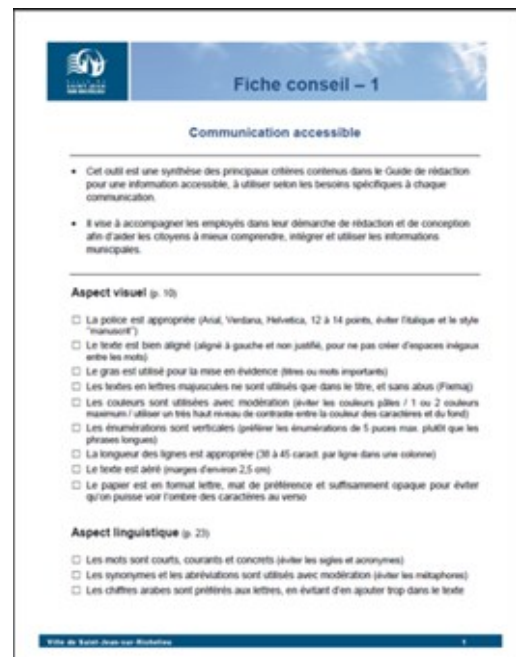 VILLE DE
SAINT-JEAN
SUR-RICHELIEU
Fiche conseil – 1
Communication accessible
• Cet outil est une synthèse des principaux critères contenus dans le Guide de rédaction
pour une information accessible, à utiliser selon les besoins spécifiques à chaque
communication.
• Il vise à accompagner les employés dans leur démarche de rédaction et de conception
afin d'aider les citoyens à mieux comprendre, intégrer et utiliser les informations
municipales.
Aspect visuel (p. 10)
☐ La police est appropriée (Arial, Verdana, Helvetica, 12 à 14 points, éviter l'italique et le style
"manuscrit")
☐ Le texte est bien aligné (aligné à gauche et non justifié, pour ne pas créer d'espaces inégaux
entre les mots)
☐ Le gras est utilisé pour la mise en évidence (titres ou mots importants)
☐ Les textes en lettres majuscules ne sont utilisés que dans le titre, et sans abus (Fixmaj)
☐ Les couleurs sont utilisées avec modération (éviter les couleurs pâles / 1 ou 2 couleurs
maximum / utiliser un très haut niveau de contraste entre la couleur des caractères et du fond)
☐ Les énumérations sont verticales (préférer les énumérations de 5 puces max. plutôt que les
phrases longues)
☐ La longueur des lignes est appropriée (38 à 45 caract. par ligne dans une colonne)
☐ Le texte est aéré (marges d'environ 2,5 cm)
☐ Le papier est en format lettre, mat de préférence et suffisamment opaque pour éviter
qu'on puisse voir l'ombre des caractères au verso
Aspect linguistique (p. 23)
☐ Les mots sont courts, courants et concrets (éviter les sigles et acronymes)
☐ Les synonymes et les abréviations sont utilisés avec modération (éviter les métaphores)
☐ Les chiffres arabes sont préférés aux lettres, en évitant d'en ajouter trop dans le texte
Ville de Saint-Jean-sur-Richelieu 1